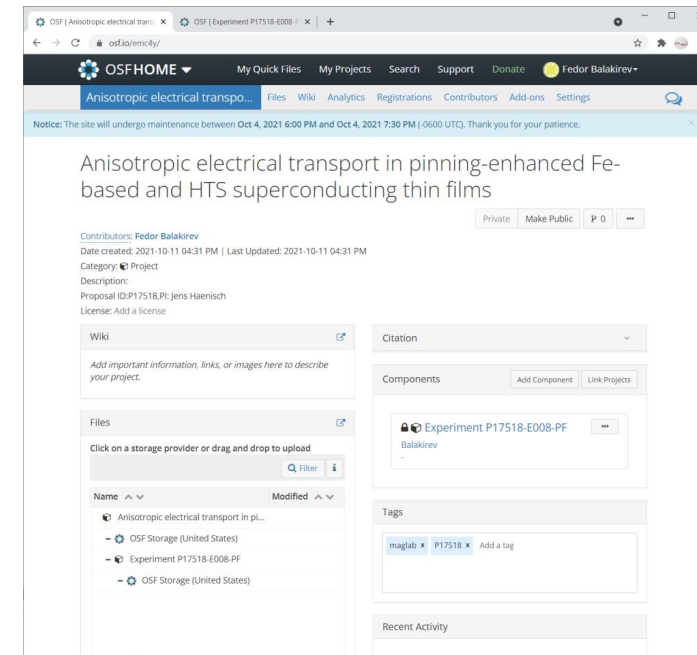 OSF | Anisotropic electrical trans
OSF | Experiment P17518-E008-F
osf.io/emc4y/
OSFHOME
My Quick Files
My Projects
Search
Support
Donate
Fedor Balakirev
Anisotropic electrical transpo...
Files
Wiki
Analytics
Registrations
Contributors
Add-ons
Settings
Notice: The site will undergo maintenance between Oct 4, 2021 6:00 PM and Oct 4, 2021 7:30 PM (-0600 UTC). Thank you for your patience.
Anisotropic electrical transport in pinning-enhanced Fe-
based and HTS superconducting thin films
Private
Make Public
0
Contributors: Fedor Balakirev
Date created: 2021-10-11 04:31 PM | Last Updated: 2021-10-11 04:31 PM
Category: Project
Description:
Proposal ID:P17518,PI: Jens Haenisch
License: Add a license
Wiki
Add important information, links, or images here to describe
your project.
Files
Click on a storage provider or drag and drop to upload
Filter
i
Name
Modified
Anisotropic electrical transport in pi...
– OSF Storage (United States)
– Experiment P17518-E008-PF
– OSF Storage (United States)
Citation
Components
Add Component
Link Projects
Experiment P17518-E008-PF
Balakirev
-
Tags
maglab x
P17518 x
Add a tag
Recent Activity